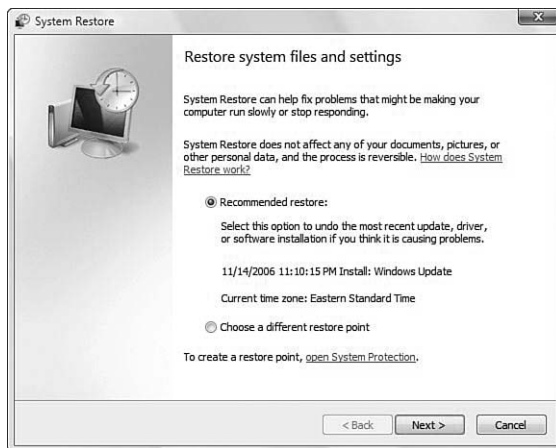 System Restore
Restore system files and settings
System Restore can help fix problems that might be making your
computer run slowly or stop responding.
System Restore does not affect any of your documents, pictures, or
other personal data, and the process is reversible. How does System
Restore work?
Recommended restore:
Select this option to undo the most recent update, driver,
or software installation if you think it is causing problems.
11/14/2006 11:10:15 PM Install: Windows Update
Current time zone: Eastern Standard Time
Choose a different restore point
To create a restore point, open System Protection.
< Back Next > Cancel